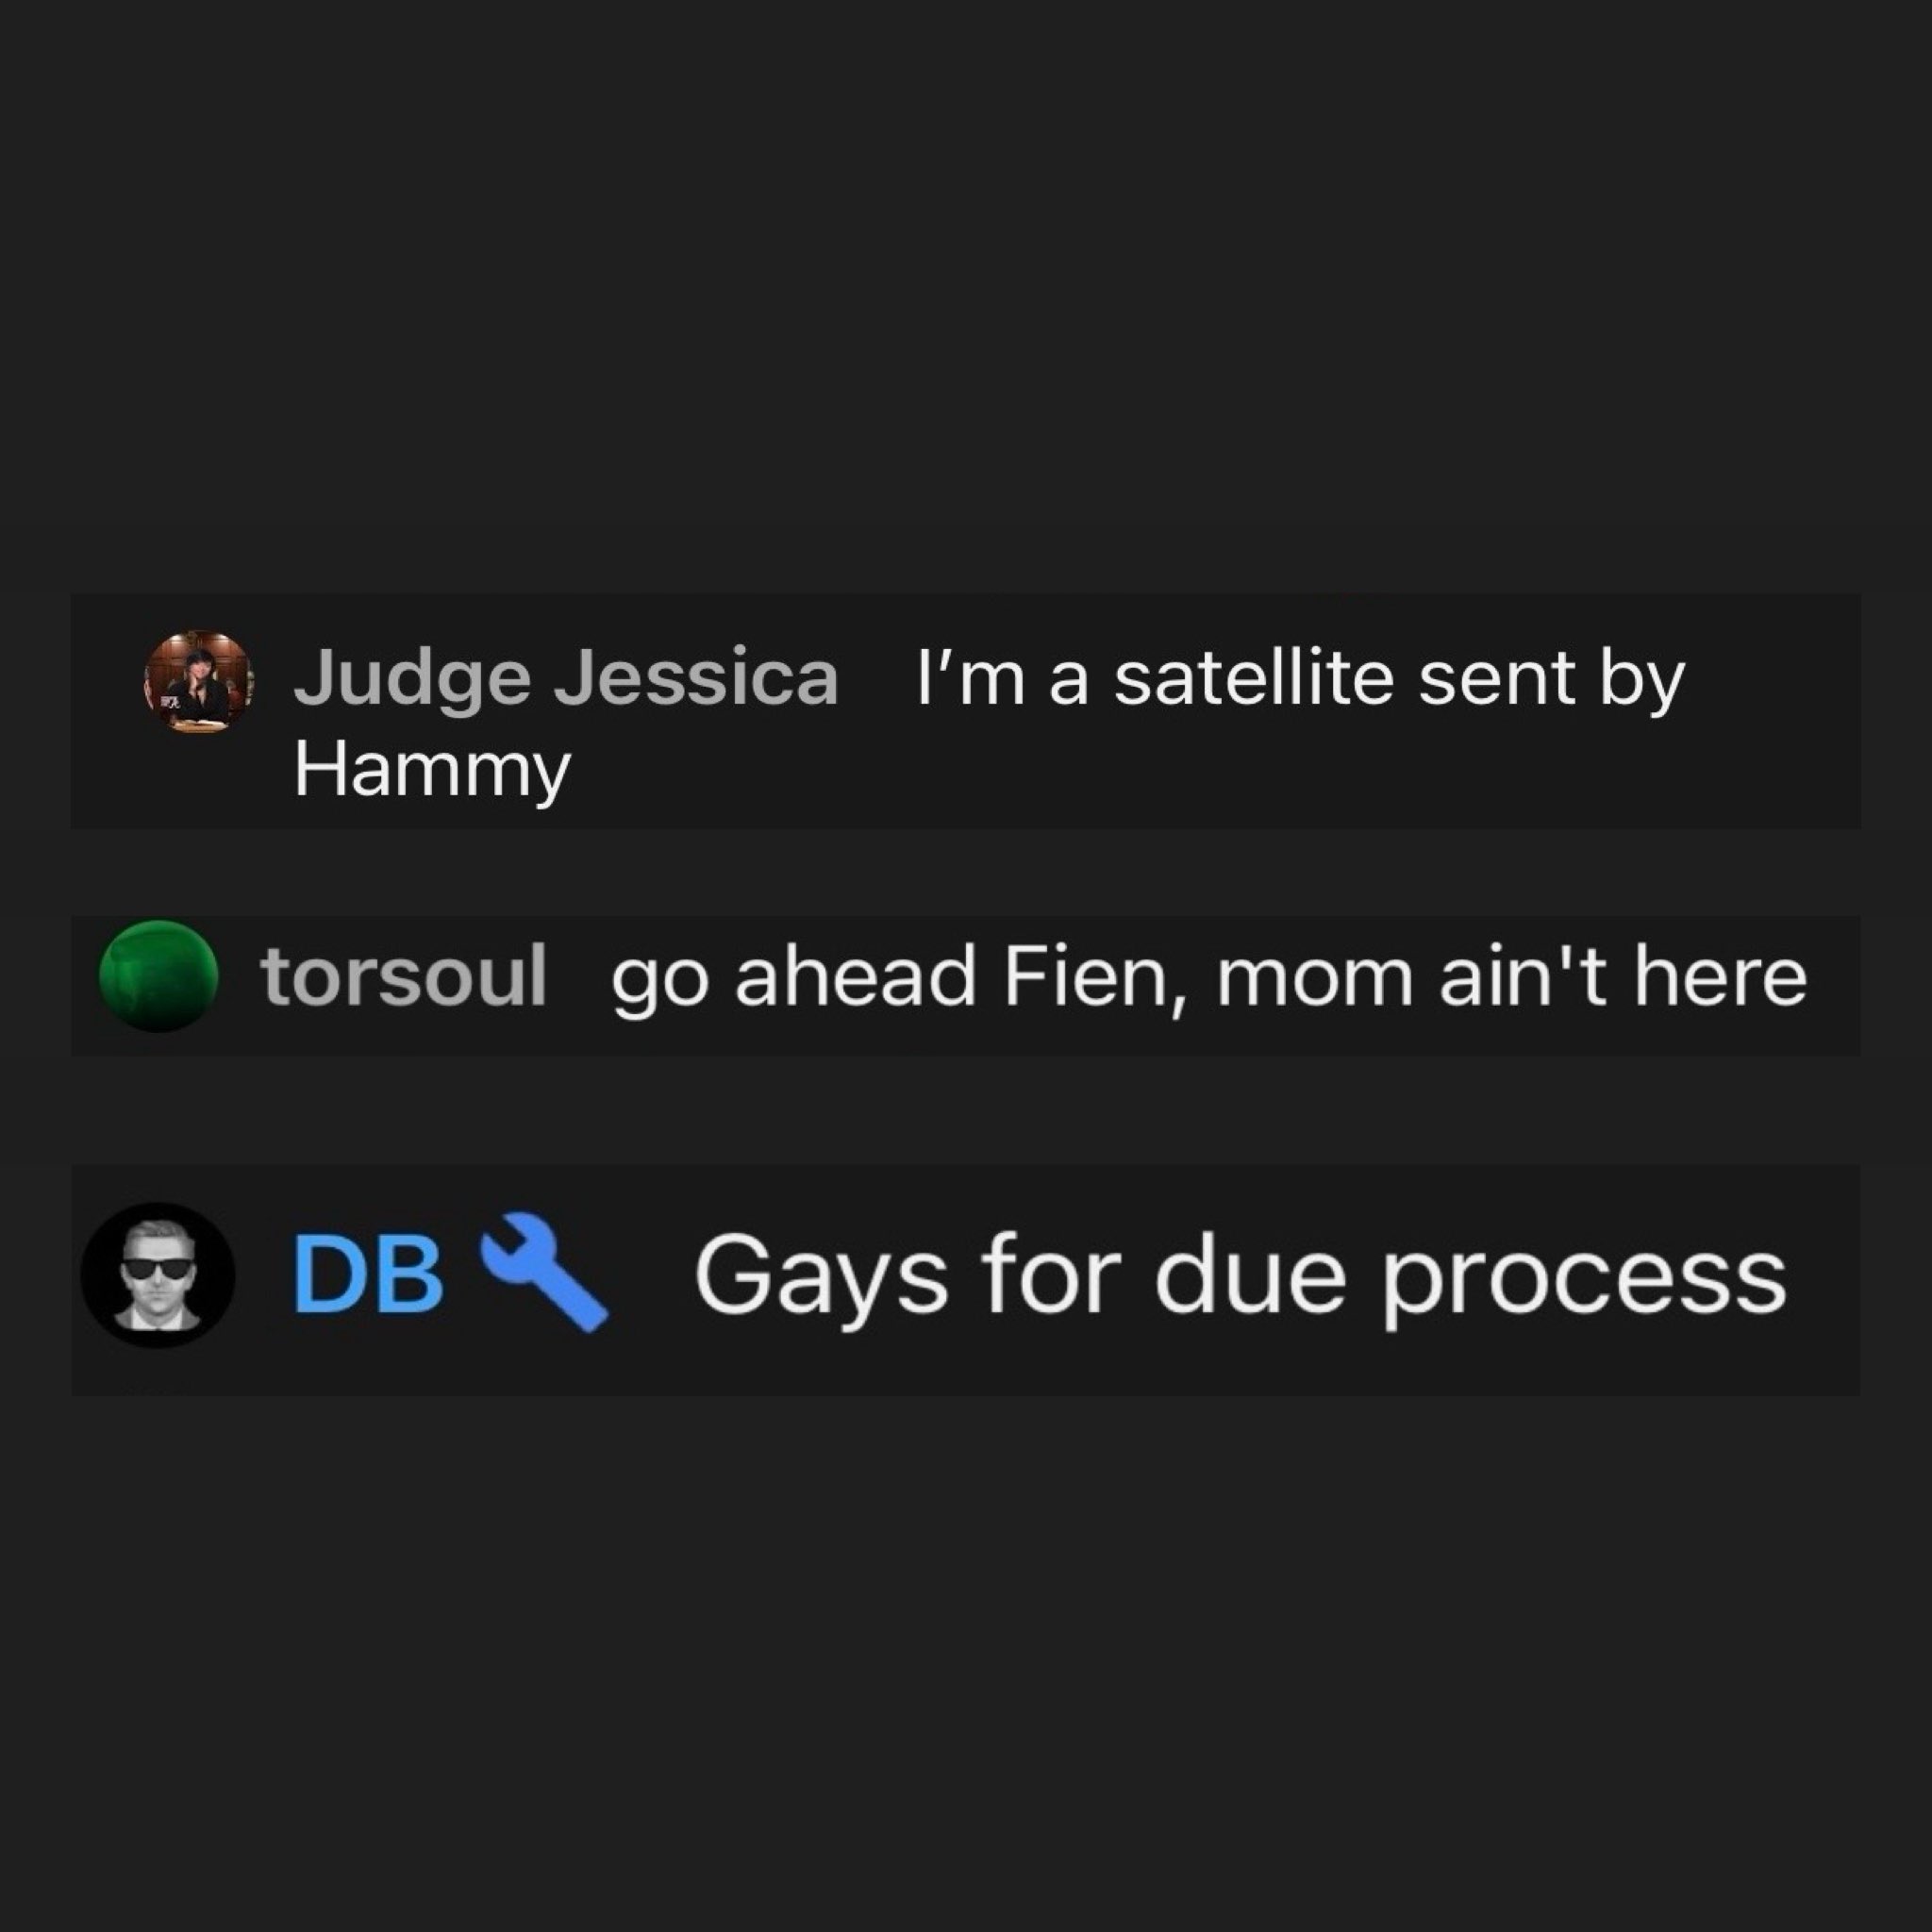 Judge Jessica I’m a satellite sent by
Hammy
torsoul go ahead Fien, mom ain't here
DB Gays for due process